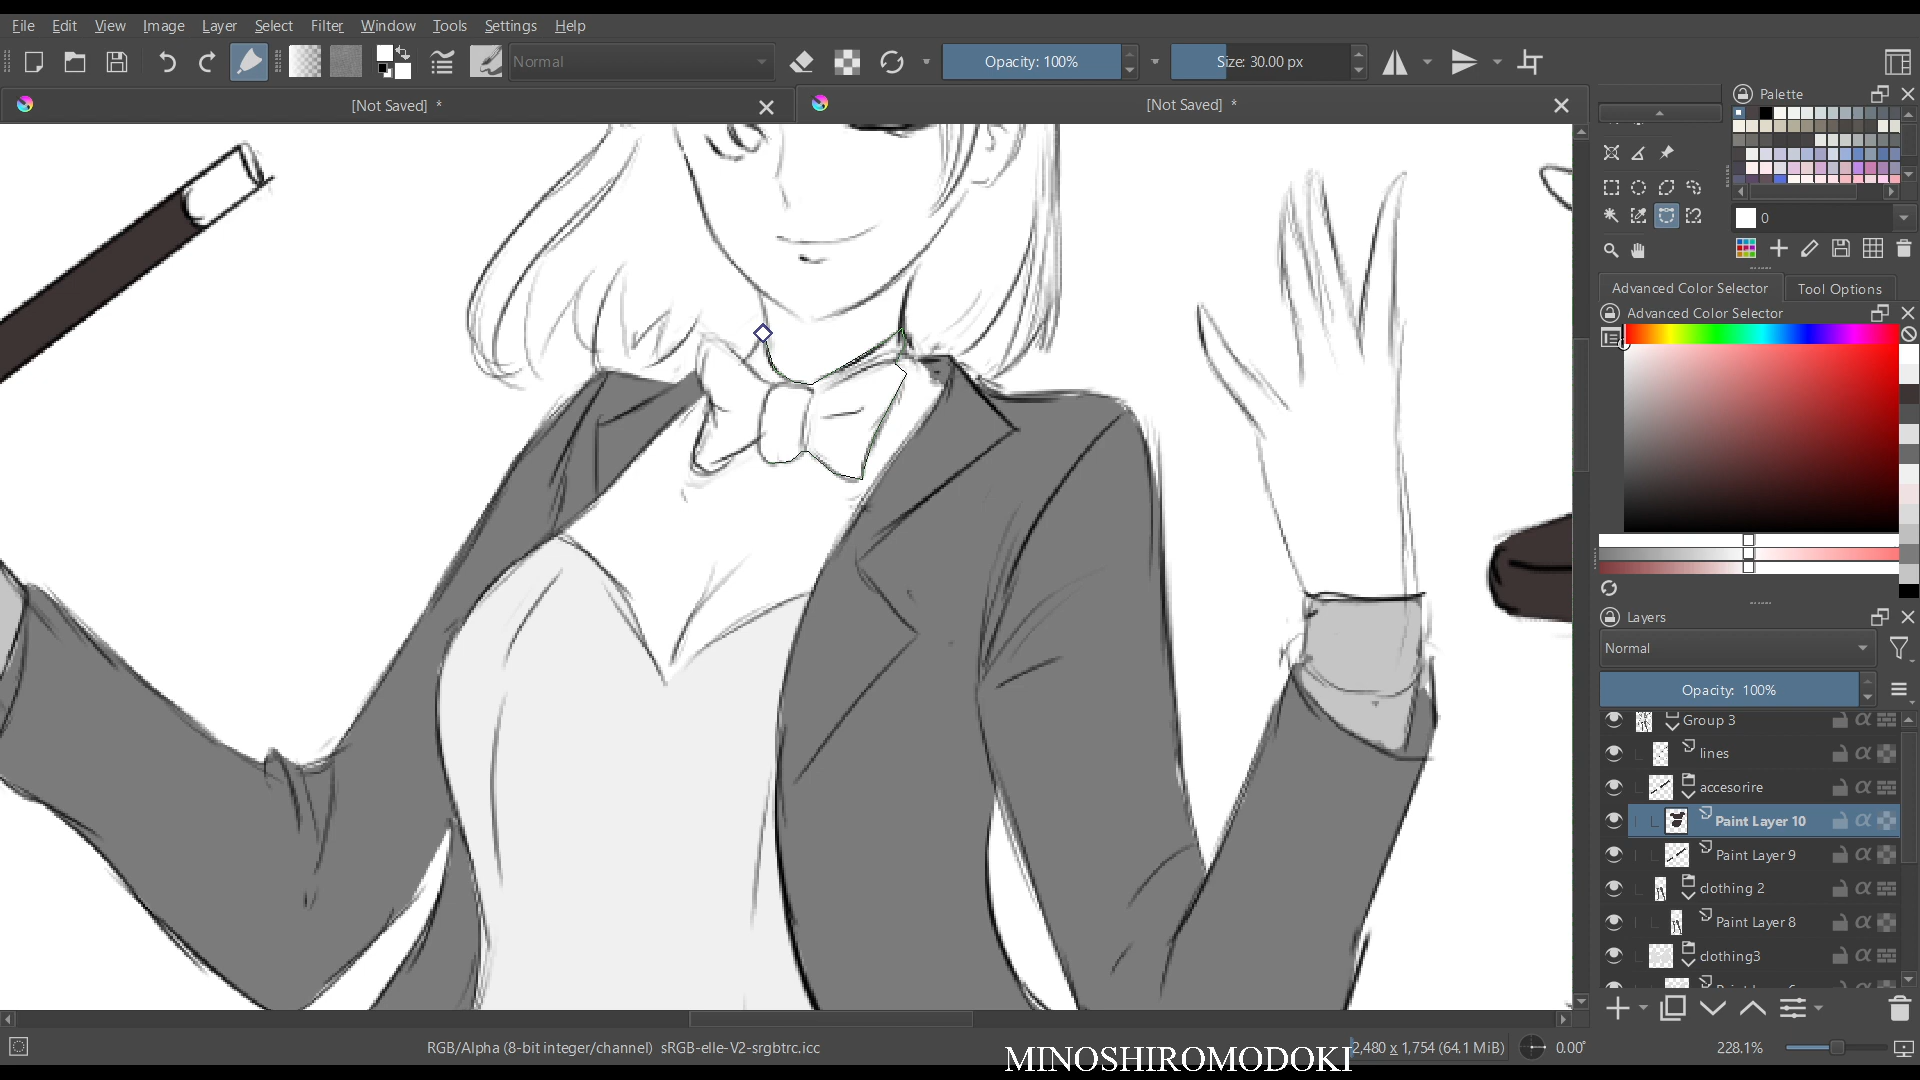 File Edit View Image Layer Select Filter Layer Window Tools Settings Help
Normal
Opacity: 100%
Size: 30.00 px
[Not Saved] *
[Not Saved] *
Palette
0
Advanced Color Selector
Tool Options
Advanced Color Selector
Layers
Normal
Opacity: 100%
Group 3
lines
accesorire
Paint Layer 10
Paint Layer 9
clothing 2
Paint Layer 8
clothing3
RGB/Alpha (8-bit integer/channel) sRGB-elle-V2-srgbtrc.icc
MINOSHIROMODOKI
2,480 x 1,754 (64.1 MiB)
0.00°
228.1%